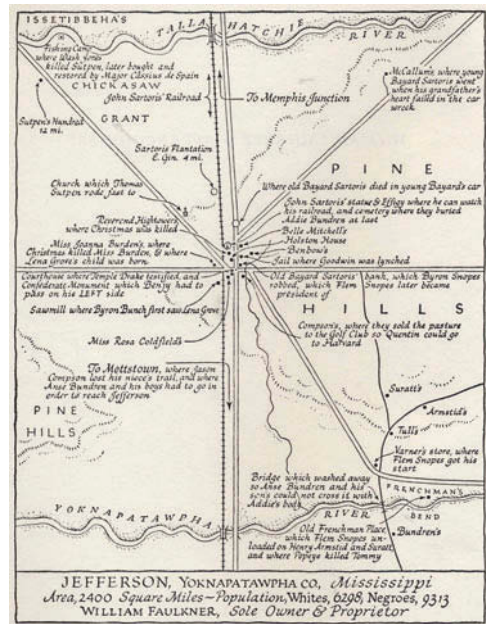 ISSETIBBEHA'S
TALLA HATCHIE
RIVER
Fishing Camp
where Wash Jones
killed Sutpen, later bought and
restored by Major Cassius de Spain
CHICKASAW
GRANT
John Sartoris' Railroad
To Memphis Junction
McCallum's, where young
Bayard Sartoris went
when his grandfather's
heart failed in the car
wreck
Sutpen's Hundred
12 mi.
Sartoris Plantation
& Gin. 4 mi.
PINE
HILLS
Church which Thomas
Sutpen rode fast to
Where old Bayard Sartoris died in young Bayard's car
John Sartoris' Statue & Effigy where he can watch
his railroad, and cemetery where they buried
Addie Bundren at last
Reverend Hightower's
where Christmas was killed
Belle Mitchell's
Holston House
Benbow's
Jail where Goodwin was lynched
Miss Joanna Burden's, where
Christmas killed Miss Burden, & where
Lena Grove's child was born.
Courthouse where Temple Drake testified, and
Confederate Monument which Benjy had to
pass on his LEFT side
Old Bayard Sartoris' bank, which Byron Snopes
robbed, which Flem Snopes later became
president of
Sawmill where Byron Bunch first saw Lena Grove
Compson's, where they sold the pasture
to the Golf Club so Quentin could go
to Harvard
Miss Rosa Coldfield's
To Mottstown, where Jason
Compson lost his niece's trail, and where
Anse Bundren and his boys had to go in
order to reach Jefferson
PINE
HILLS
Suratt's
Armstid's
Tull's
Varner's store, where
Flem Snopes got his
start
Bridge which washed away
so Anse Bundren and his
sons could not cross it with
Addie's body
FRENCHMAN'S
BEND
YOKNAPATAWPHA
RIVER
Old Frenchman Place,
which Flem Snopes un-
loaded on Henry Armstid and Suratt,
and where Popeye killed Tommy
Bundren's
JEFFERSON, YOKNAPATAWPHA CO, Mississippi
Area, 2400 Square Miles ~ Population, Whites, 6298, Negroes, 9313
WILLIAM FAULKNER, Sole Owner & Proprietor